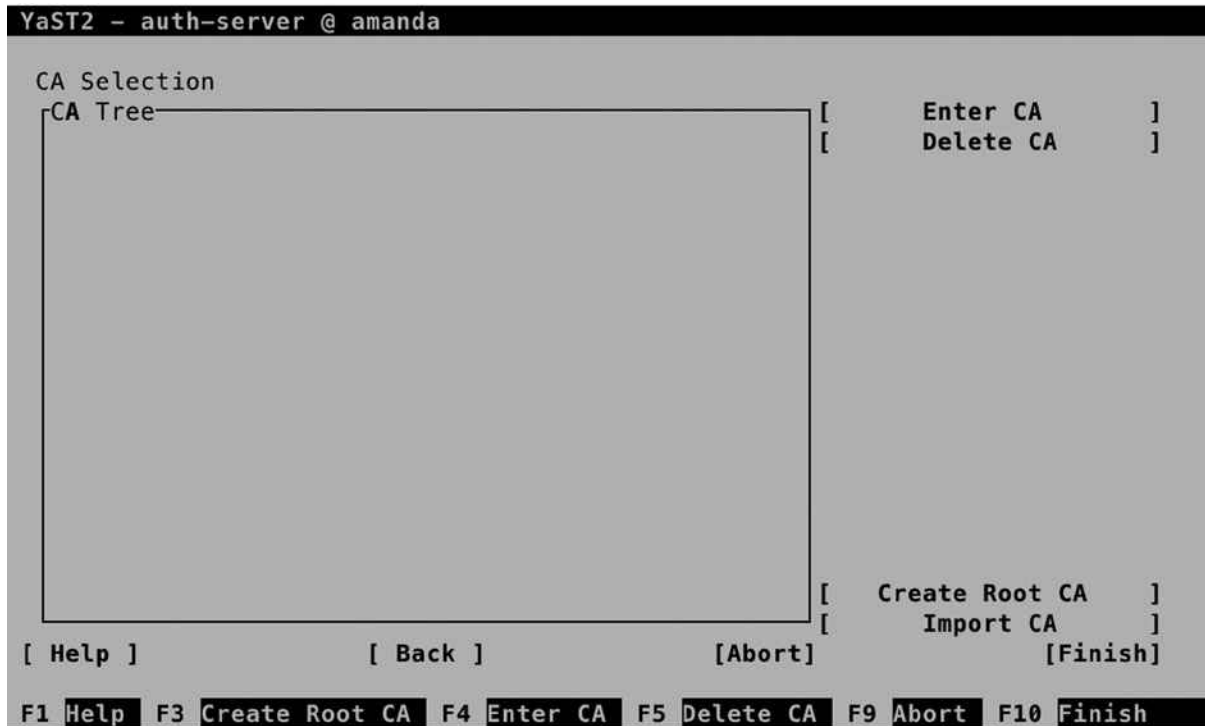 YaST2 – auth–server @ amanda
CA Selection
CA Tree
[ Enter CA ]
[ Delete CA ]
[ Create Root CA ]
[ Import CA ]
[ Help ] [ Back ] [Abort] [Finish]
F1 Help F3 Create Root CA F4 Enter CA F5 Delete CA F9 Abort F10 Finish